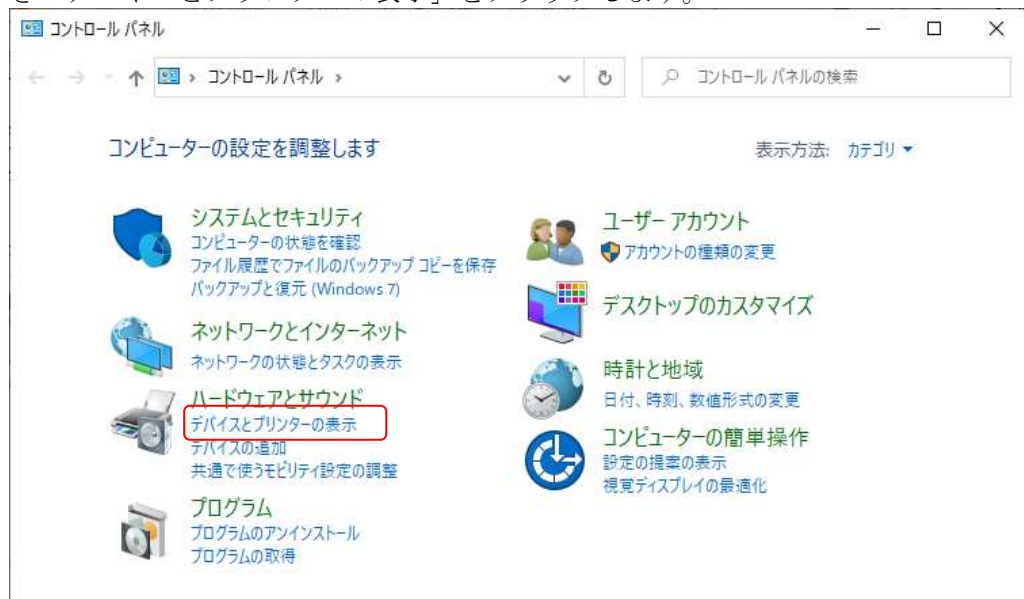 コントロール パネル
コントロール パネル
コントロール パネルの検索
コンピューターの設定を調整します
表示方法: カテゴリ
システムとセキュリティ
コンピューターの状態を確認
ファイル履歴でファイルのバックアップ コピーを保存
バックアップと復元 (Windows 7)
ネットワークとインターネット
ネットワークの状態とタスクの表示
ハードウェアとサウンド
デバイスとプリンターの表示
デバイスの追加
共通で使うモビリティ設定の調整
プログラム
プログラムのアンインストール
プログラムの取得
ユーザー アカウント
アカウントの種類の変更
デスクトップのカスタマイズ
時計と地域
日付、時刻、数値形式の変更
コンピューターの簡単操作
設定の提案の表示
視覚ディスプレイの最適化